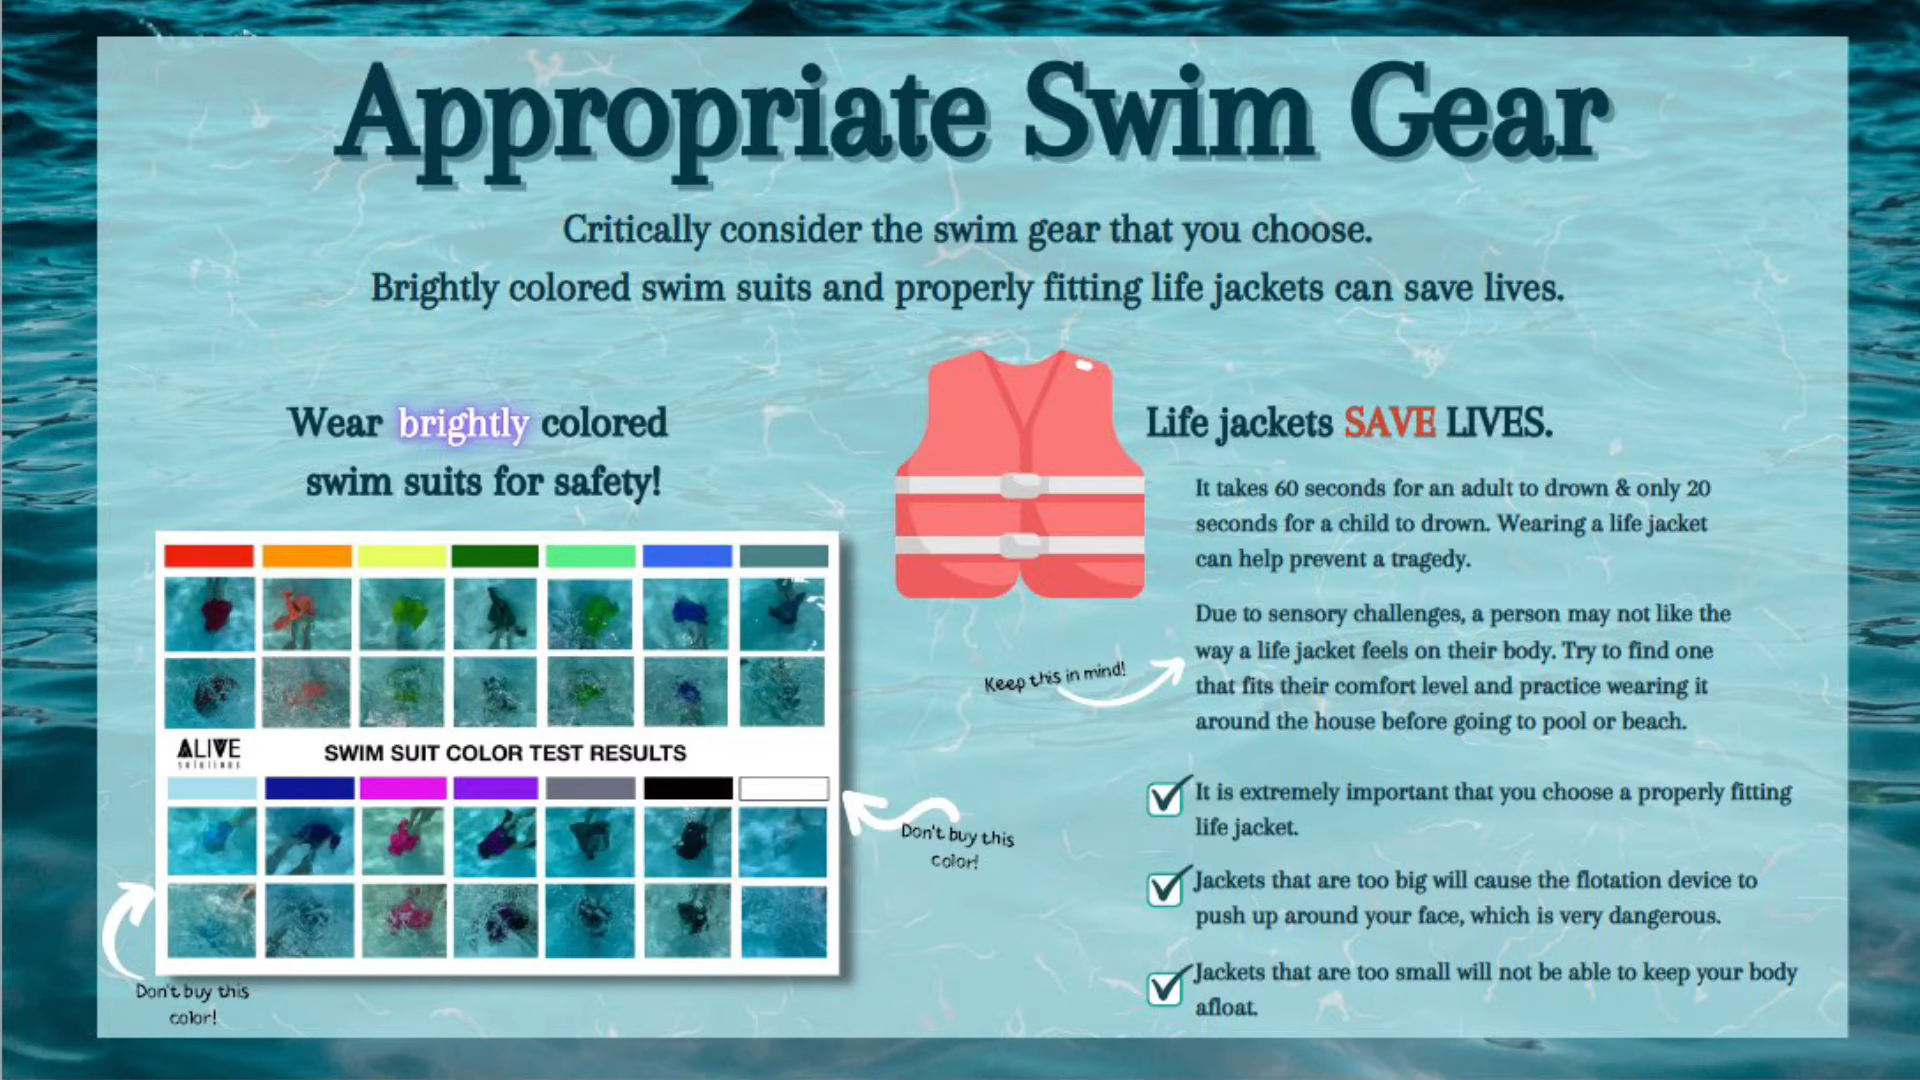 Appropriate Swim Gear
Critically consider the swim gear that you choose.
Brightly colored swim suits and properly fitting life jackets can save lives.
Wear brightly colored
swim suits for safety!
ALIVE
solutions
SWIM SUIT COLOR TEST RESULTS
Don't buy this
color!
Don't buy this
color!
Life jackets SAVE LIVES.
It takes 60 seconds for an adult to drown & only 20
seconds for a child to drown. Wearing a life jacket
can help prevent a tragedy.
Keep this in mind!
Due to sensory challenges, a person may not like the
way a life jacket feels on their body. Try to find one
that fits their comfort level and practice wearing it
around the house before going to pool or beach.
It is extremely important that you choose a properly fitting
life jacket.
Jackets that are too big will cause the flotation device to
push up around your face, which is very dangerous.
Jackets that are too small will not be able to keep your body
afloat.